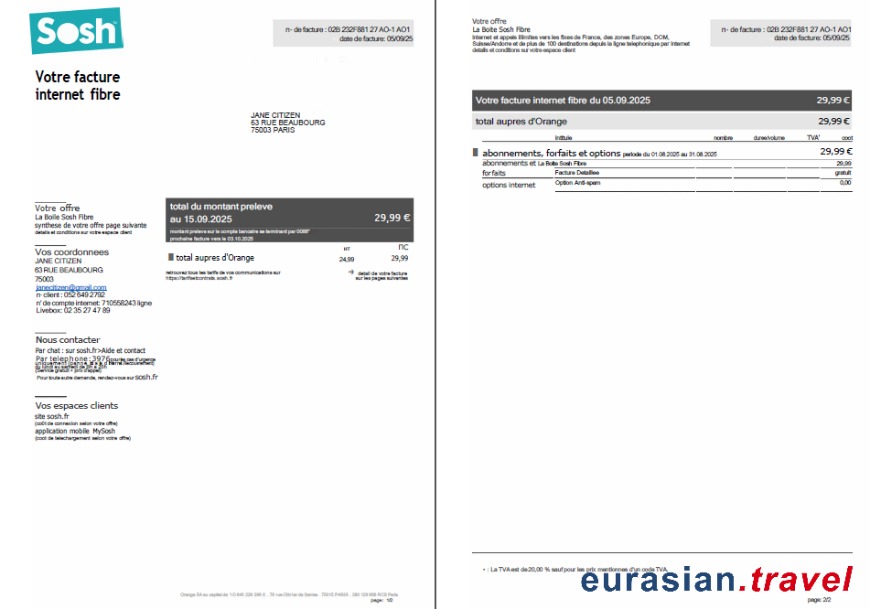 Sosh
n- de facture : 02B 232F881 27 AO-1 AO1
date de facture: 05/09/25
Votre facture
internet fibre
JANE CITIZEN
63 RUE BEAUBOURG
75003 PARIS
Votre offre
La Boile Sosh Fibre
synthese de votre offre page suivante
details et conditions sur votre espace client
Vos coordonnees
JANE CITIZEN
63 RUE BEAUBOURG
75003
janecitizen@gmail.com
n- client : 052 649 2792
n' de compte internet: 710558243 ligne
Livebox: 02 35 27 47 89
Nous contacter
Par chat : sur sosh.fr>Aide et contact
Par telephone:3976 pour les cas d'urgence
(service gratuit + prix d'appel)
Pour toute autre demande, rendez-vous sur sosh.fr
Vos espaces clients
site sosh.fr
(coût de connexion selon votre offre)
application mobile MySosh
(coot de telechargement selon votre offre)
total du montant preleve
au 15.09.2025 29,99 €
montant preleve sur le compte bancaire se terminant par 0086*
prochaine facture vers le 03.10.2025
HT TTC
total aupres d'Orange 24,99 29,99
retrouvez tous les tarifs de vos communications sur
https://tarifsetcontrats.sosh.fr
detail de votre facture
sur les pages suivantes
page: 1/2
Votre offre
La Boite Sosh Fibre
Internet et appels illimites vers les fixes de France, des zones Europe, DOM,
Suisse/Andorre et de plus de 100 destinations depuis la ligne telephonique par internet
details et conditions sur votre espace client
n- de facture : 02B 232F881 27 AO-1 AO1
date de facture: 05/09/25
Votre facture internet fibre du 05.09.2025 29,99 €
total aupres d'Orange 29,99 €
intitule nombre duree/volume TVA* coot
abonnements, forfaits et options periode du 01.08.2025 au 31.08.2025 29,99 €
abonnements et La Boite Sosh Fibre 29,99
forfaits Facture Detaillee gratuit
options internet Option Anti-spam 0,00
* : La TVA est de 20,00 % sauf pour les prix mentionnes d'un code TVA.
eurasian.travel
page: 2/2